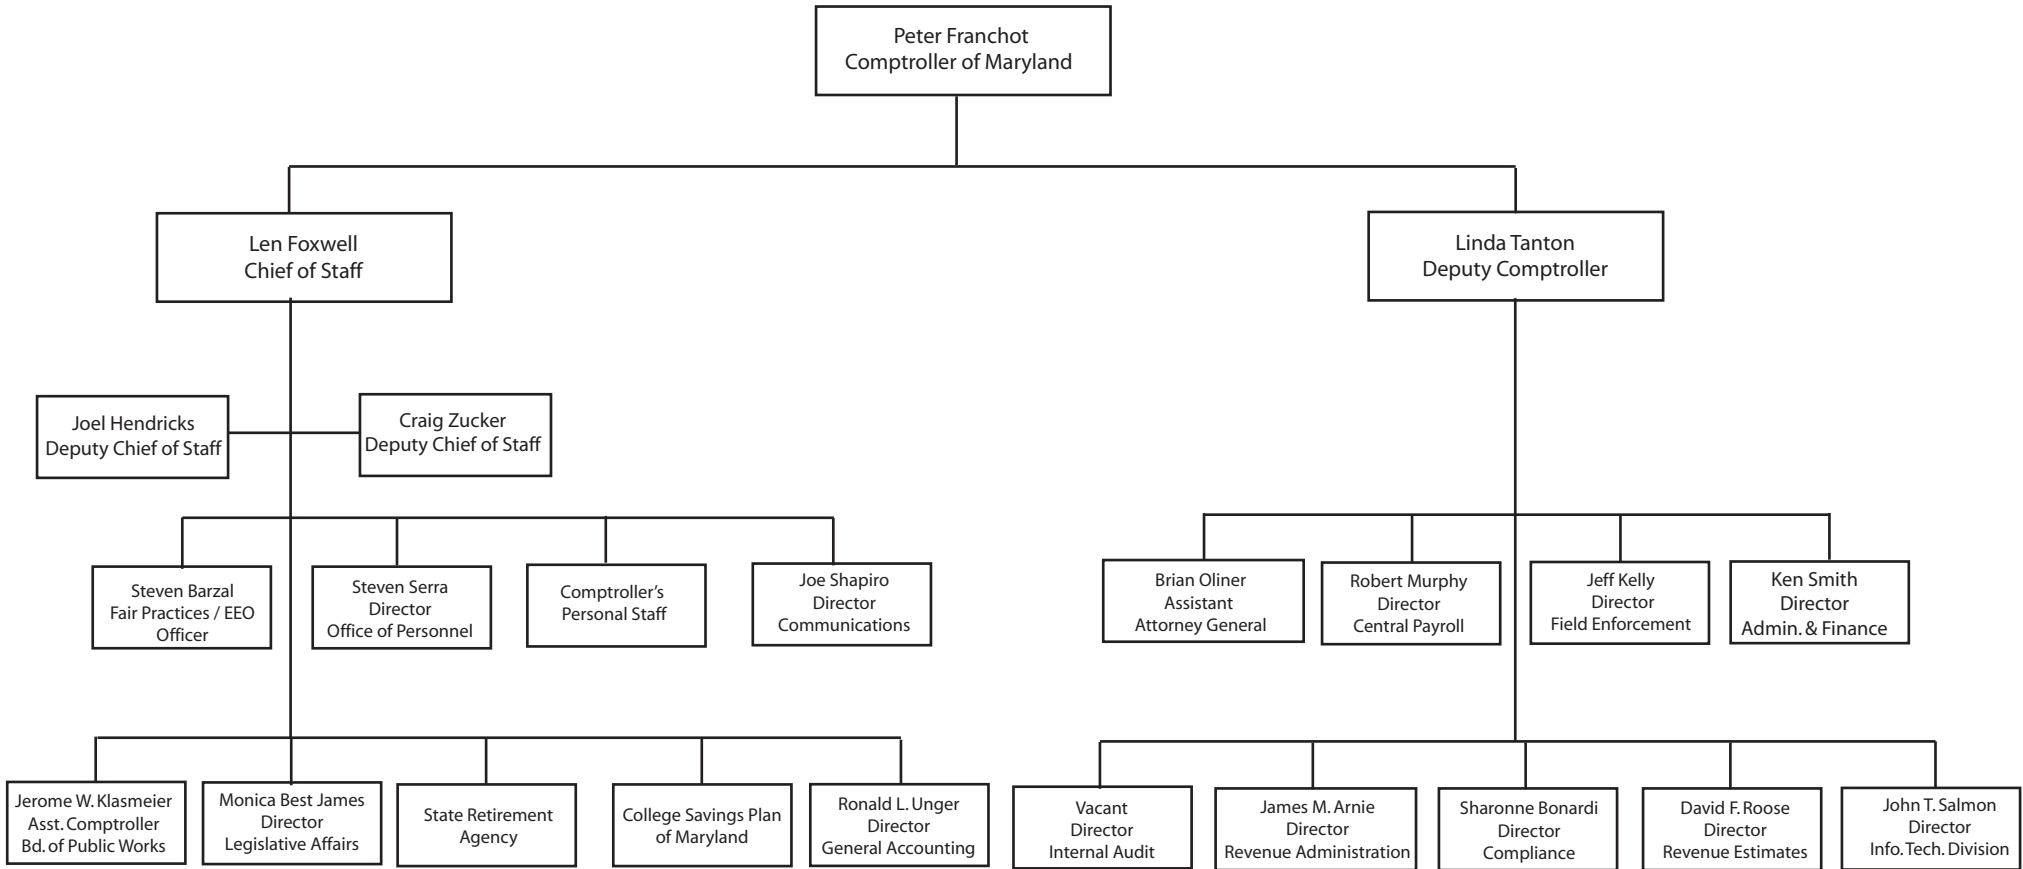 Peter Franchot
Comptroller of Maryland
Len Foxwell
Chief of Staff
Linda Tanton
Deputy Comptroller
Joel Hendricks
Deputy Chief of Staff
Craig Zucker
Deputy Chief of Staff
Steven Barzal
Fair Practices / EEO
Officer
Steven Serra
Director
Office of Personnel
Comptroller’s
Personal Staff
Joe Shapiro
Director
Communications
Brian Oliner
Assistant
Attorney General
Robert Murphy
Director
Central Payroll
Jeff Kelly
Director
Field Enforcement
Ken Smith
Director
Admin. & Finance
Jerome W. Klasmeier
Asst. Comptroller
Bd. of Public Works
Monica Best James
Director
Legislative Affairs
State Retirement
Agency
College Savings Plan
of Maryland
Ronald L. Unger
Director
General Accounting
Vacant
Director
Internal Audit
James M. Arnie
Director
Revenue Administration
Sharonne Bonardi
Director
Compliance
David F. Roose
Director
Revenue Estimates
John T. Salmon
Director
Info. Tech. Division